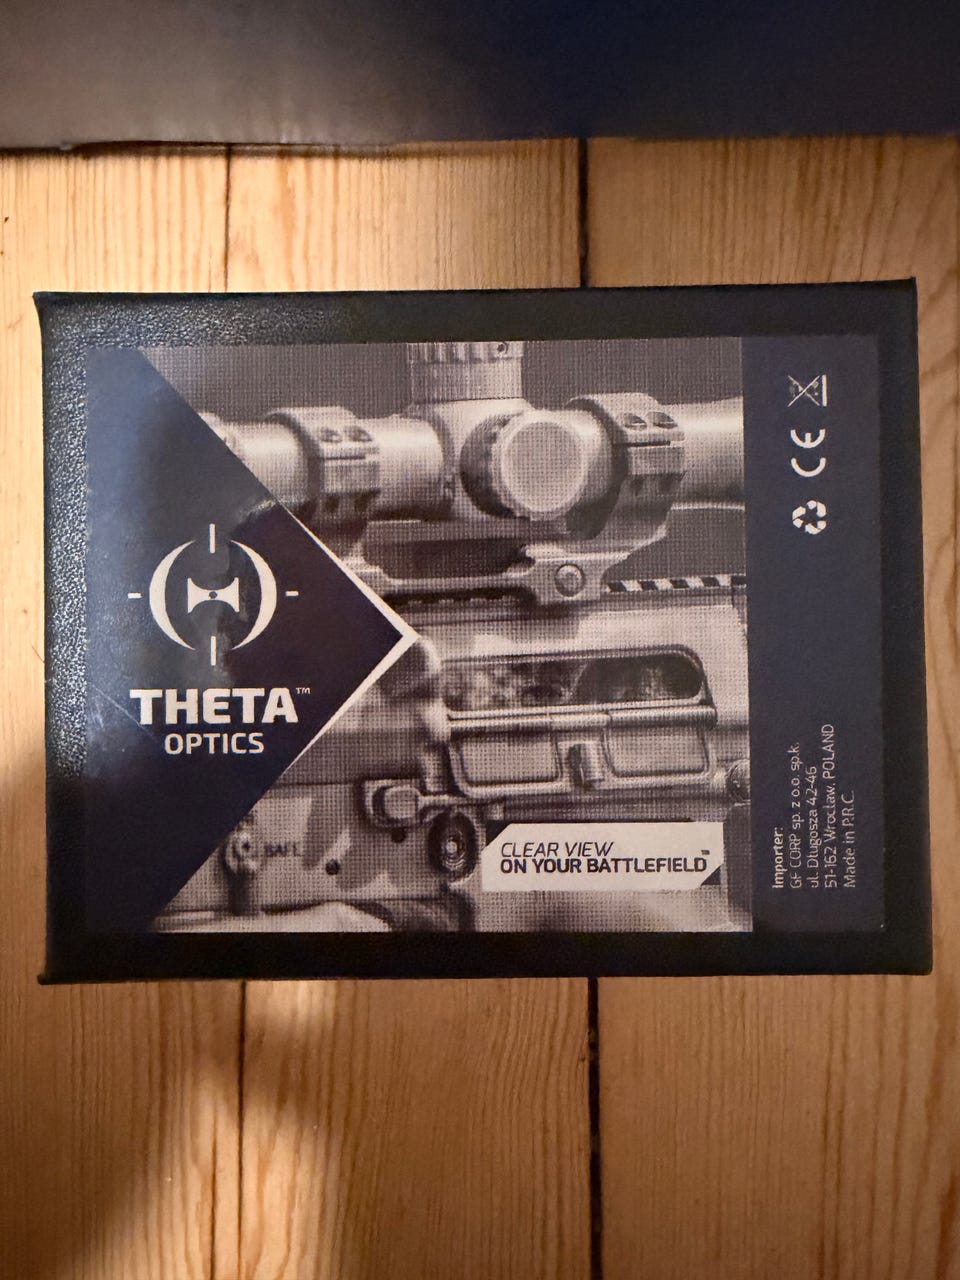 THETA™
OPTICS
SAFE
CLEAR VIEW
ON YOUR BATTLEFIELD™
CE
Importer:
GF CORP sp. z o.o. sp.k.
ul. Długosza 42-46
51-162 Wrocław, POLAND
Made in P.R.C.